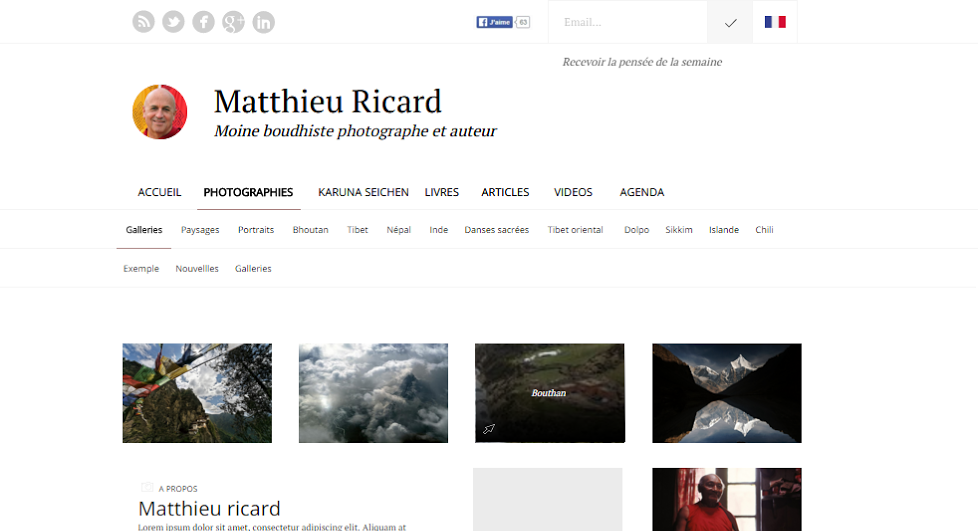 J'aime 63 Email...
Recevoir la pensée de la semaine
Matthieu Ricard
Moine boudhiste photographe et auteur
ACCUEIL PHOTOGRAPHIES KARUNA SEICHEN LIVRES ARTICLES VIDEOS AGENDA
Galleries Paysages Portraits Bhoutan Tibet Népal Inde Danses sacrées Tibet oriental Dolpo Sikkim Islande Chili
Exemple Nouvellles Galleries
Bouthan
A PROPOS
Matthieu ricard
Lorem ipsum dolor sit amet, consectetur adipiscing elit. Aliquam at